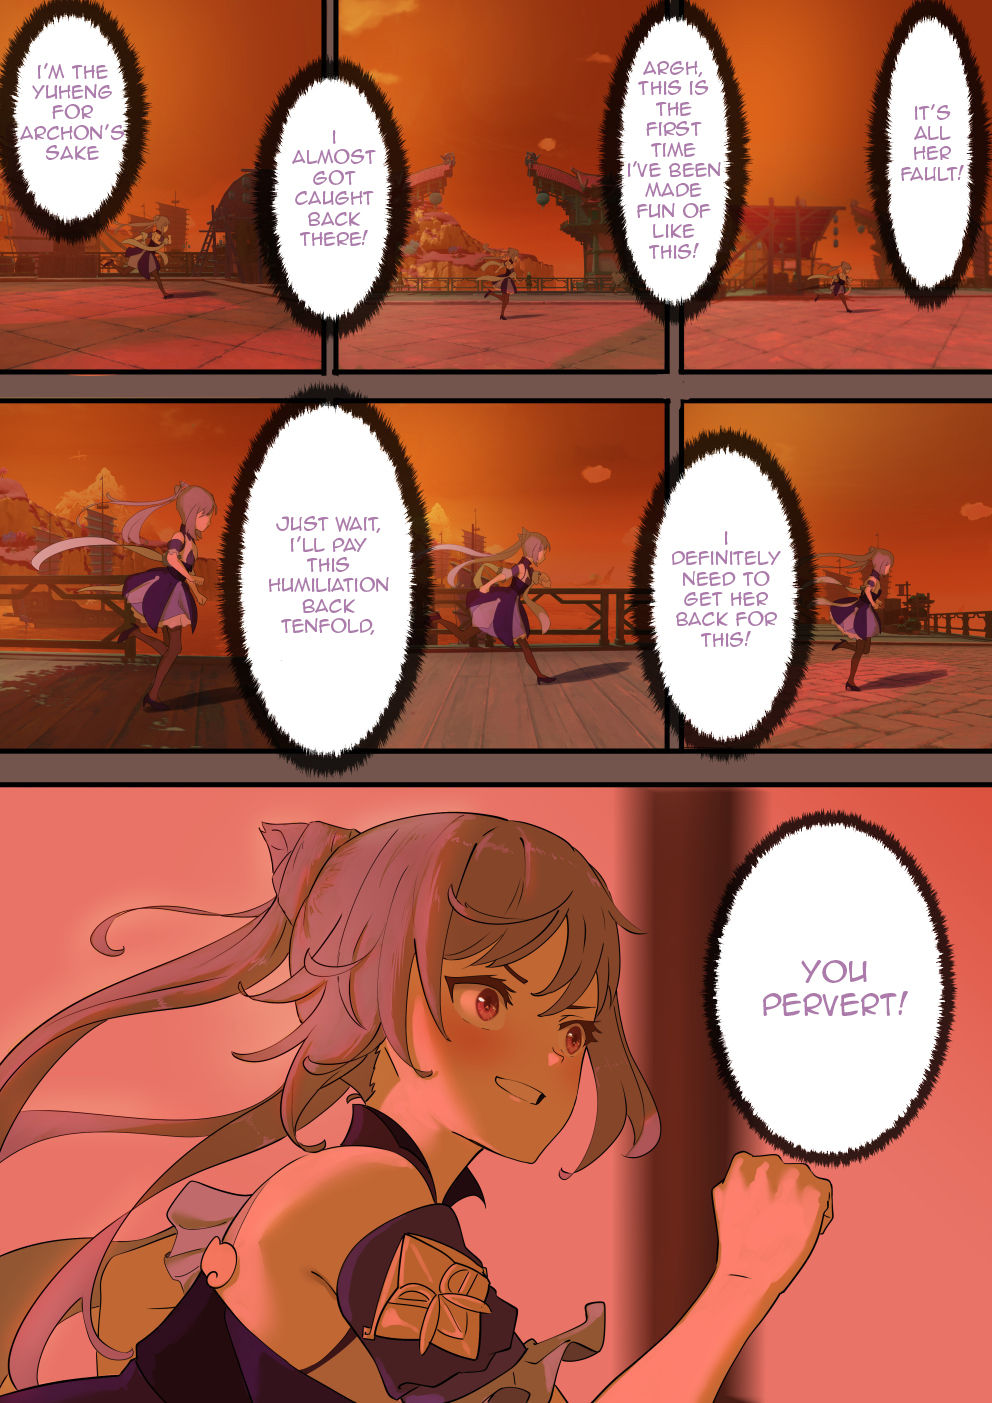 IT'S
ALL
HER
FAULT!
ARGH,
THIS IS
THE
FIRST
TIME
I'VE BEEN
MADE
FUN OF
LIKE
THIS!
I
ALMOST
GOT
CAUGHT
BACK
THERE!
I'M THE
YUHENG
FOR
ARCHON'S
SAKE
I
DEFINITELY
NEED TO
GET HER
BACK FOR
THIS!
JUST WAIT,
I'LL PAY
THIS
HUMILIATION
BACK
TENFOLD,
YOU
PERVERT!